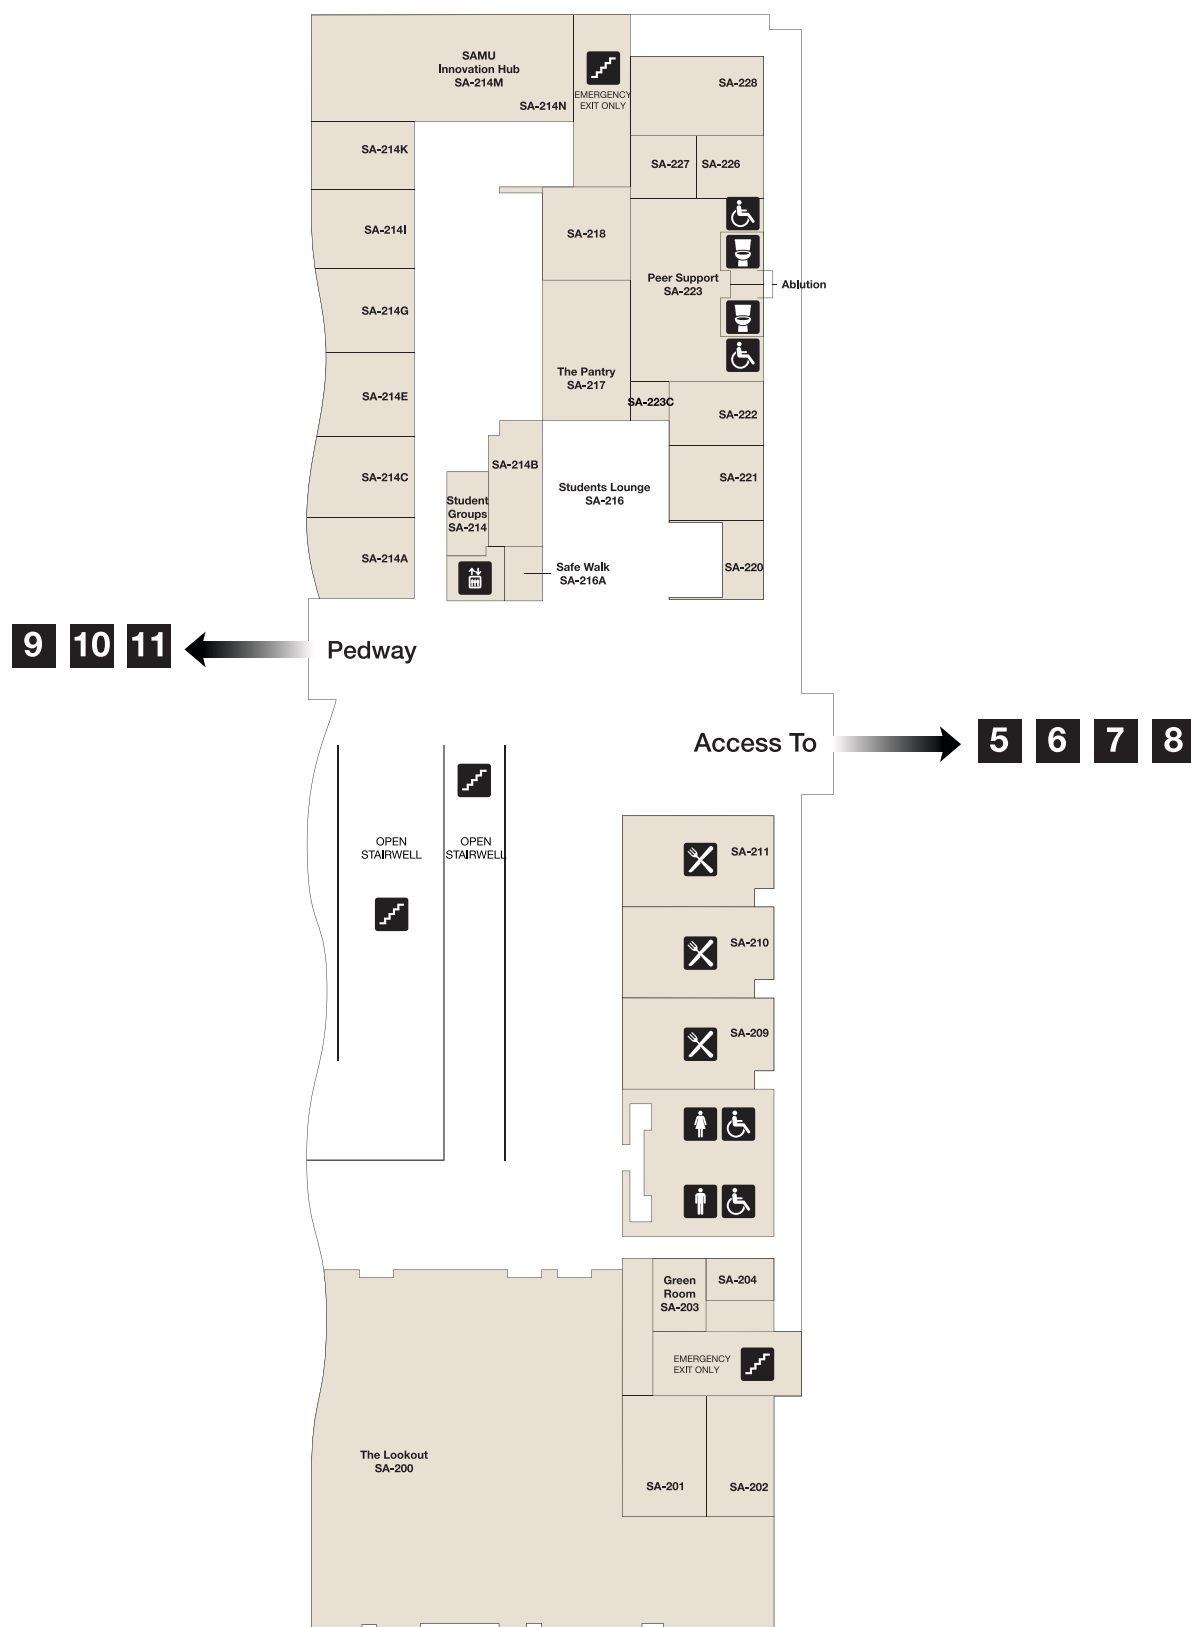 SAMU
Innovation Hub
SA-214M
SA-214N
EMERGENCY
EXIT ONLY
SA-228
SA-214K
SA-227
SA-226
SA-214I
SA-218
Peer Support
SA-223
Ablution
SA-214G
The Pantry
SA-217
SA-214E
SA-223C
SA-222
SA-214B
SA-214C
Students Lounge
SA-216
SA-221
Student
Groups
SA-214
SA-214A
Safe Walk
SA-216A
SA-220
9 10 11
Pedway
Access To
5 6 7 8
OPEN
STAIRWELL
OPEN
STAIRWELL
SA-211
SA-210
SA-209
Green
Room
SA-203
SA-204
EMERGENCY
EXIT ONLY
The Lookout
SA-200
SA-201
SA-202